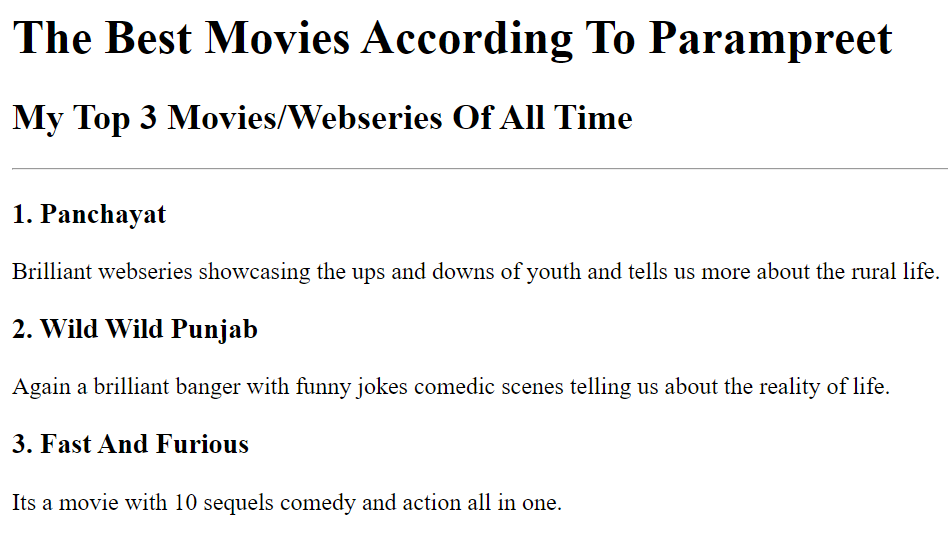 The Best Movies According To Parampreet
My Top 3 Movies/Webseries Of All Time
1. Panchayat
Brilliant webseries showcasing the ups and downs of youth and tells us more about the rural life.
2. Wild Wild Punjab
Again a brilliant banger with funny jokes comedic scenes telling us about the reality of life.
3. Fast And Furious
Its a movie with 10 sequels comedy and action all in one.